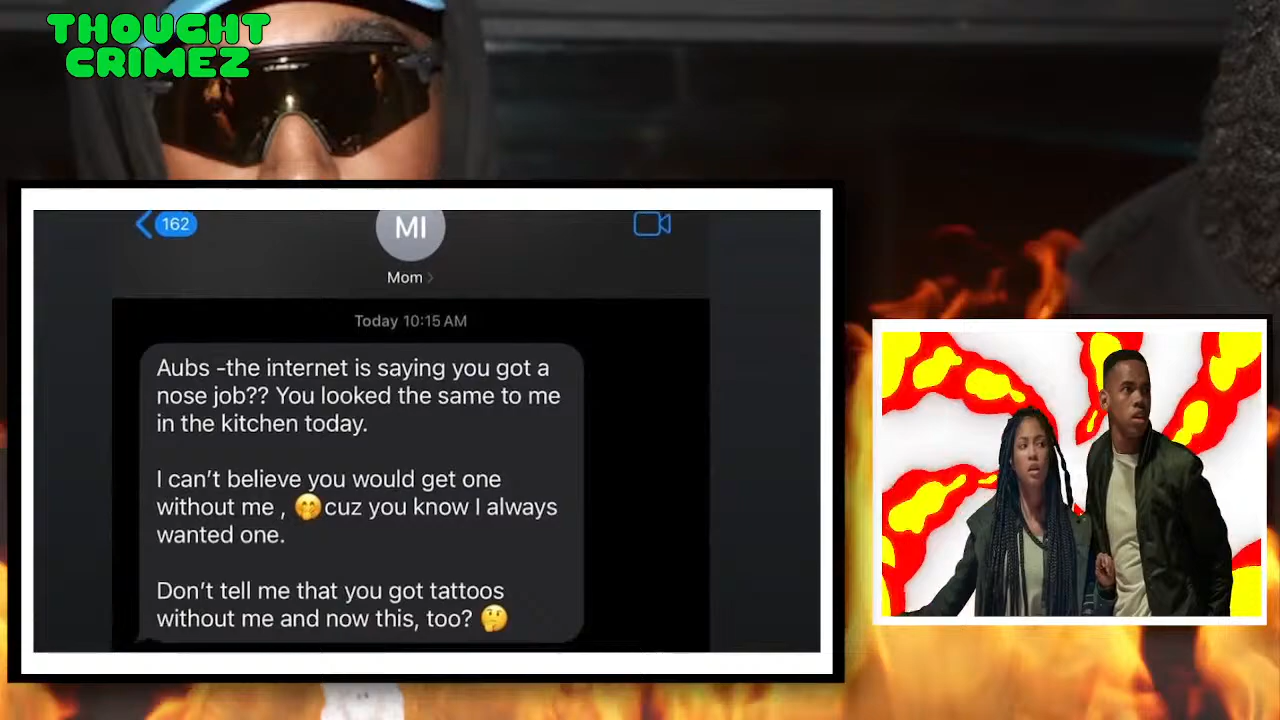 THOUGHT
CRIMEZ
162
MI
Mom
Today 10:15 AM
Aubs -the internet is saying you got a
nose job?? You looked the same to me
in the kitchen today.
I can’t believe you would get one
without me , 🤭cuz you know I always
wanted one.
Don’t tell me that you got tattoos
without me and now this, too? 🤔